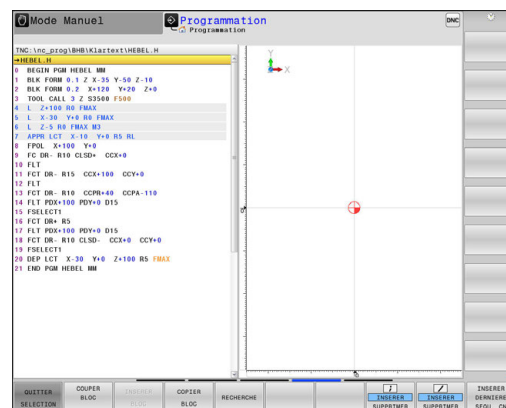 Mode Manuel
Programmation
Programmation
DNC
TNC:\nc_prog\BHB\Klartext\HEBEL.H
→HEBEL.H
0 BEGIN PGM HEBEL MM
1 BLK FORM 0.1 Z X-35 Y-50 Z-10
2 BLK FORM 0.2 X+120 Y+20 Z+0
3 TOOL CALL 3 Z S3500 F500
4 L Z+100 R0 FMAX
5 L X-30 Y+0 R0 FMAX
6 L Z-5 R0 FMAX M3
7 APPR LCT X-10 Y+0 R5 RL
8 FPOL X+100 Y+0
9 FC DR- R10 CLSD+ CCX+0
10 FLT
11 FCT DR- R15 CCX+100 CCY+0
12 FLT
13 FCT DR- R10 CCPR+40 CCPA-110
14 FLT PDX+100 PDY+0 D15
15 FSELECT1
16 FCT DR+ R5
17 FLT PDX+100 PDY+0 D15
18 FCT DR- R10 CLSD- CCX+0 CCY+0
19 FSELECT1
20 DEP LCT X-30 Y+0 Z+100 R5 FMAX
21 END PGM HEBEL MM
Y
X
0
0
QUITTER
SELECTION
COUPER
BLOC
INSERER
BLOC
COPIER
BLOC
RECHERCHE
INSERER
SUPPRIMER
INSERER
SUPPRIMER
INSERER
DERNIERE
SEQU. CN